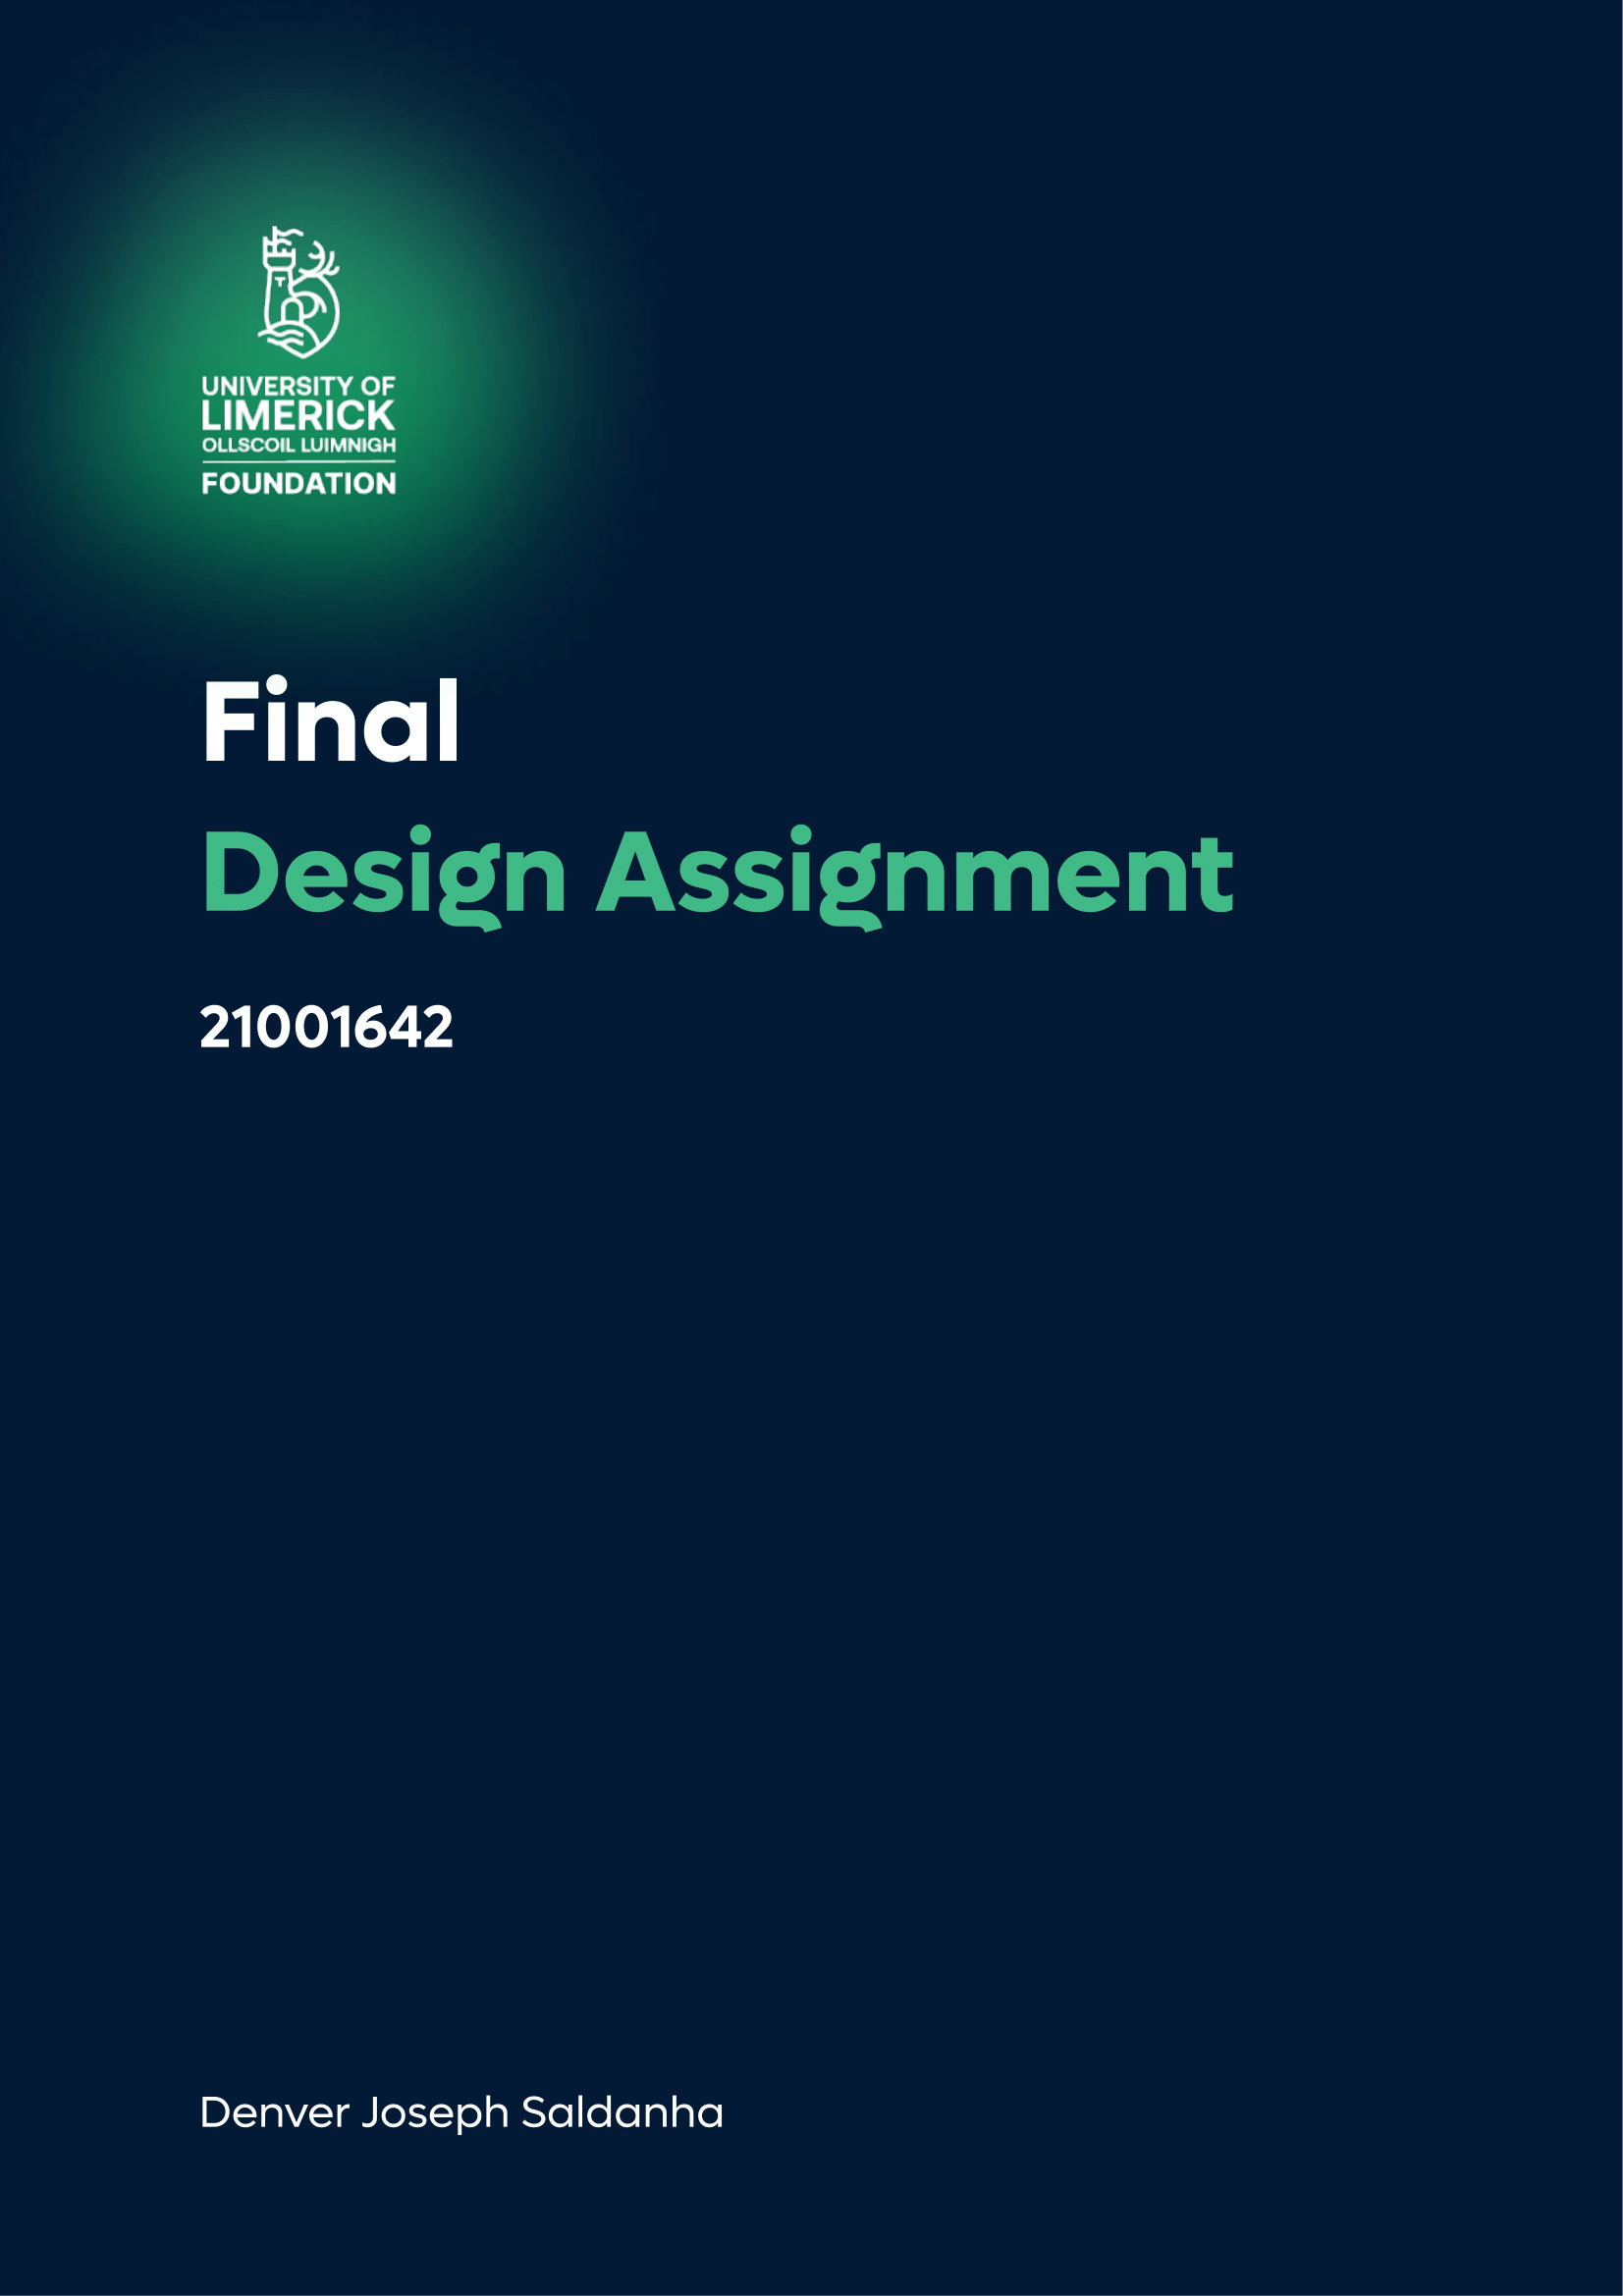 UNIVERSITY OF
LIMERICK
OLLSCOIL LUIMNIGH
FOUNDATION
Final
Design Assignment
21001642
Denver Joseph Saldanha